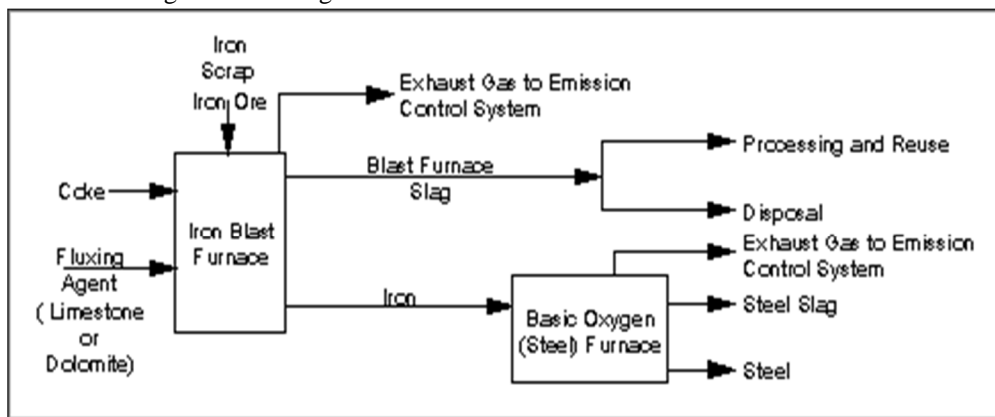 Iron
Scrap
Iron Ore
Exhaust Gas to Emission
Control System
Processing and Reuse
Blast Furnace
Slag
Coke
Disposal
Iron Blast
Furnace
Fluxing
Agent
( Limestone
or
Dolomite)
Exhaust Gas to Emission
Control System
Iron
Basic Oxygen
(Steel) Furnace
Steel Slag
Steel